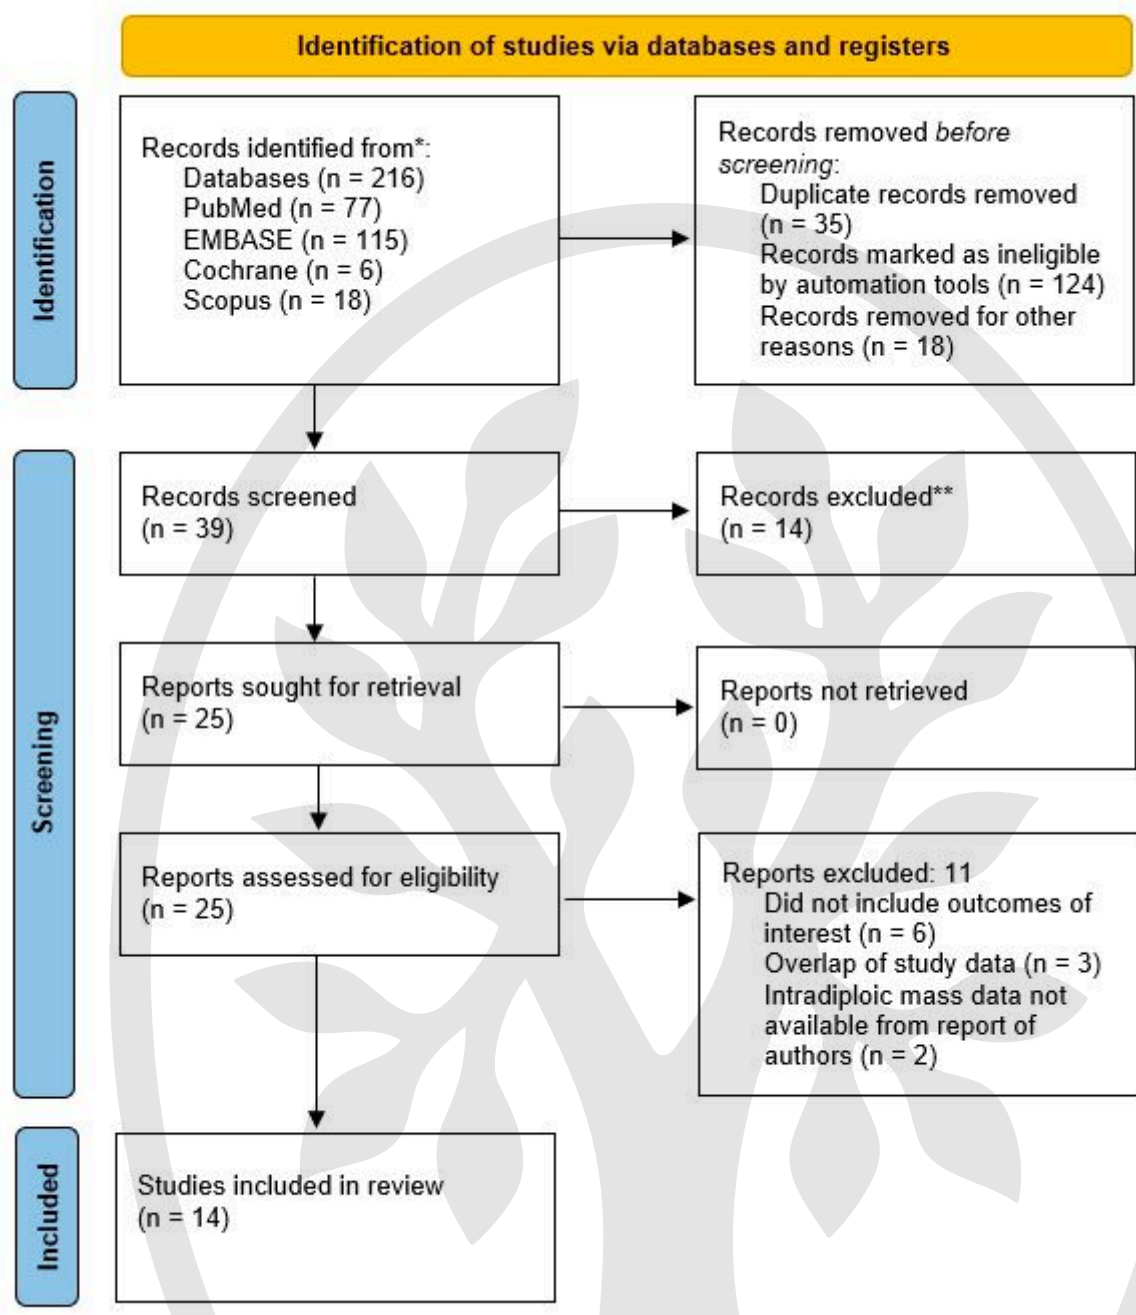 Identification of studies via databases and registers
Identification
Records identified from*:
Databases (n = 216)
PubMed (n = 77)
EMBASE (n = 115)
Cochrane (n = 6)
Scopus (n = 18)
Records removed before
screening:
Duplicate records removed
(n = 35)
Records marked as ineligible
by automation tools (n = 124)
Records removed for other
reasons (n = 18)
Screening
Records screened
(n = 39)
Records excluded**
(n = 14)
Reports sought for retrieval
(n = 25)
Reports not retrieved
(n = 0)
Reports assessed for eligibility
(n = 25)
Reports excluded: 11
Did not include outcomes of
interest (n = 6)
Overlap of study data (n = 3)
Intradiploic mass data not
available from report of
authors (n = 2)
Included
Studies included in review
(n = 14)